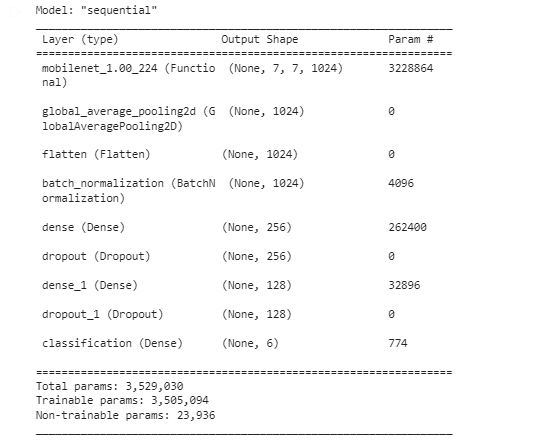 Model: "sequential"
Layer (type) Output Shape Param #
mobilenet_1.00_224 (Functio (None, 7, 7, 1024) 3228864
nal)
global_average_pooling2d (G (None, 1024) 0
lobalAveragePooling2D)
flatten (Flatten) (None, 1024) 0
batch_normalization (BatchN (None, 1024) 4096
ormalization)
dense (Dense) (None, 256) 262400
dropout (Dropout) (None, 256) 0
dense_1 (Dense) (None, 128) 32896
dropout_1 (Dropout) (None, 128) 0
classification (Dense) (None, 6) 774
Total params: 3,529,030
Trainable params: 3,505,094
Non-trainable params: 23,936